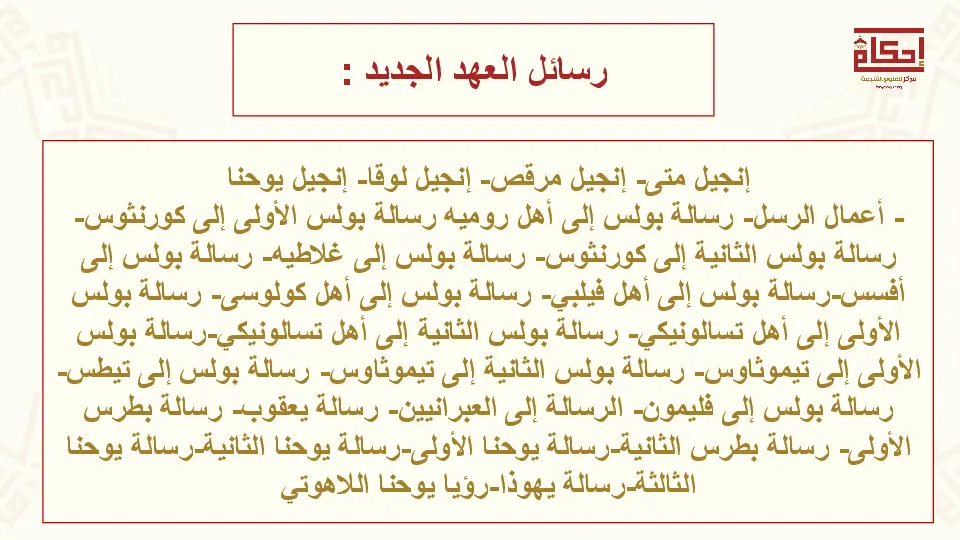 رسائل العهد الجديد :
إحكام
مركز للعلوم الشرعية
إنجيل متى- إنجيل مرقص- إنجيل لوقا- إنجيل يوحنا
- أعمال الرسل- رسالة بولس إلى أهل روميه رسالة بولس الأولى إلى كورنثوس-
رسالة بولس الثانية إلى كورنثوس- رسالة بولس إلى غلاطيه- رسالة بولس إلى
أفسس-رسالة بولس إلى أهل فيلبي- رسالة بولس إلى أهل كولوسى- رسالة بولس
الأولى إلى أهل تسالونيكي- رسالة بولس الثانية إلى أهل تسالونيكي-رسالة بولس
الأولى إلى تيموثاوس- رسالة بولس الثانية إلى تيموثاوس- رسالة بولس إلى تيطس-
رسالة بولس إلى فليمون- الرسالة إلى العبرانيين- رسالة يعقوب- رسالة بطرس
الأولى- رسالة بطرس الثانية-رسالة يوحنا الأولى-رسالة يوحنا الثانية-رسالة يوحنا
الثالثة-رسالة يهوذا-رؤيا يوحنا اللاهوتي